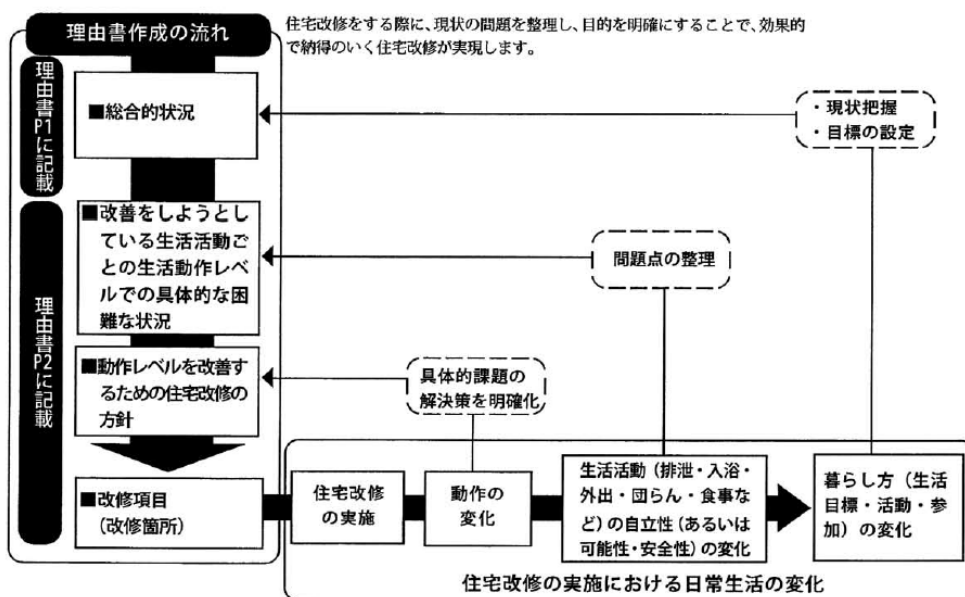 理由書作成の流れ
住宅改修をする際に、現状の問題を整理し、目的を明確にすることで、効果的
で納得のいく住宅改修が実現します。
理由書P1に記載
■総合的状況
・現状把握
・目標の設定
理由書P2に記載
■改善をしようとし
ている生活活動ご
との生活動作レベ
ルでの具体的な困
難な状況
問題点の整理
■動作レベルを改善す
るための住宅改修の
方針
具体的課題の
解決策を明確化
■改修項目
（改修箇所）
住宅改修
の実施
動作の
変化
生活活動（排泄・入浴・
外出・団らん・食事な
ど）の自立性（あるいは
可能性・安全性）の変化
暮らし方（生活
目標・活動・参
加）の変化
住宅改修の実施における日常生活の変化